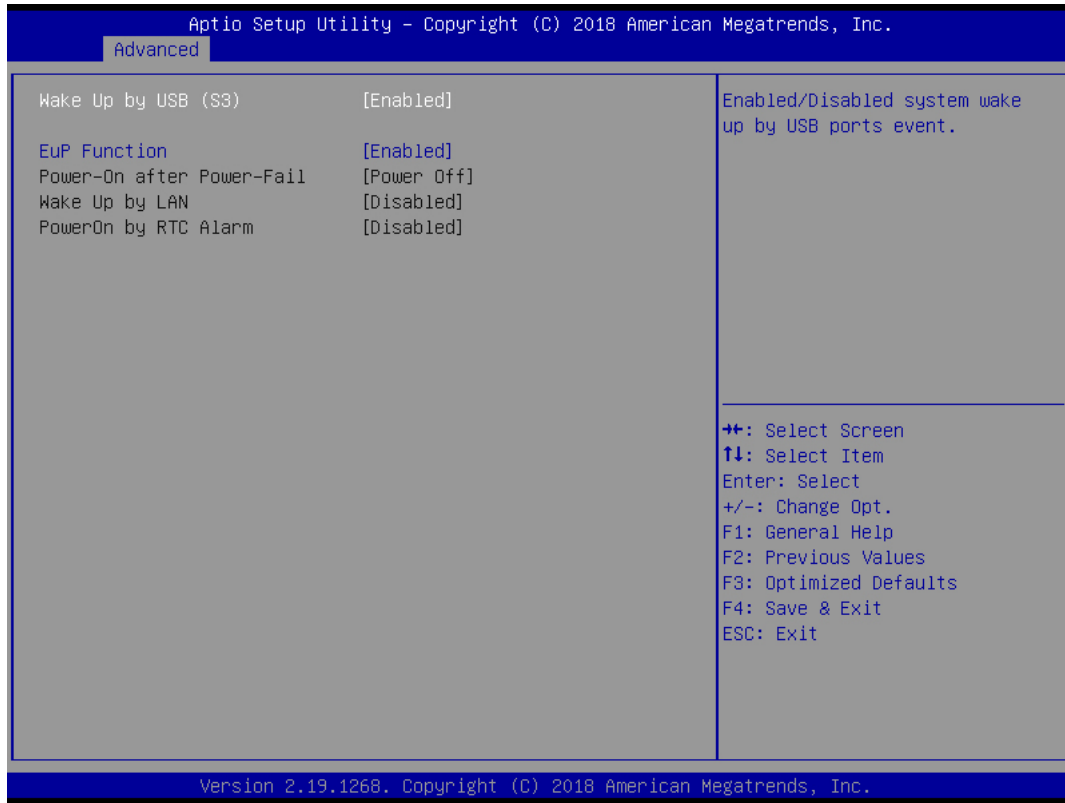 Aptio Setup Utility – Copyright (C) 2018 American Megatrends, Inc.
Advanced
Wake Up by USB (S3) [Enabled]
EuP Function [Enabled]
Power-On after Power-Fail [Power Off]
Wake Up by LAN [Disabled]
PowerOn by RTC Alarm [Disabled]
Enabled/Disabled system wake
up by USB ports event.
→←: Select Screen
↑↓: Select Item
Enter: Select
+/-: Change Opt.
F1: General Help
F2: Previous Values
F3: Optimized Defaults
F4: Save & Exit
ESC: Exit
Version 2.19.1268. Copyright (C) 2018 American Megatrends, Inc.